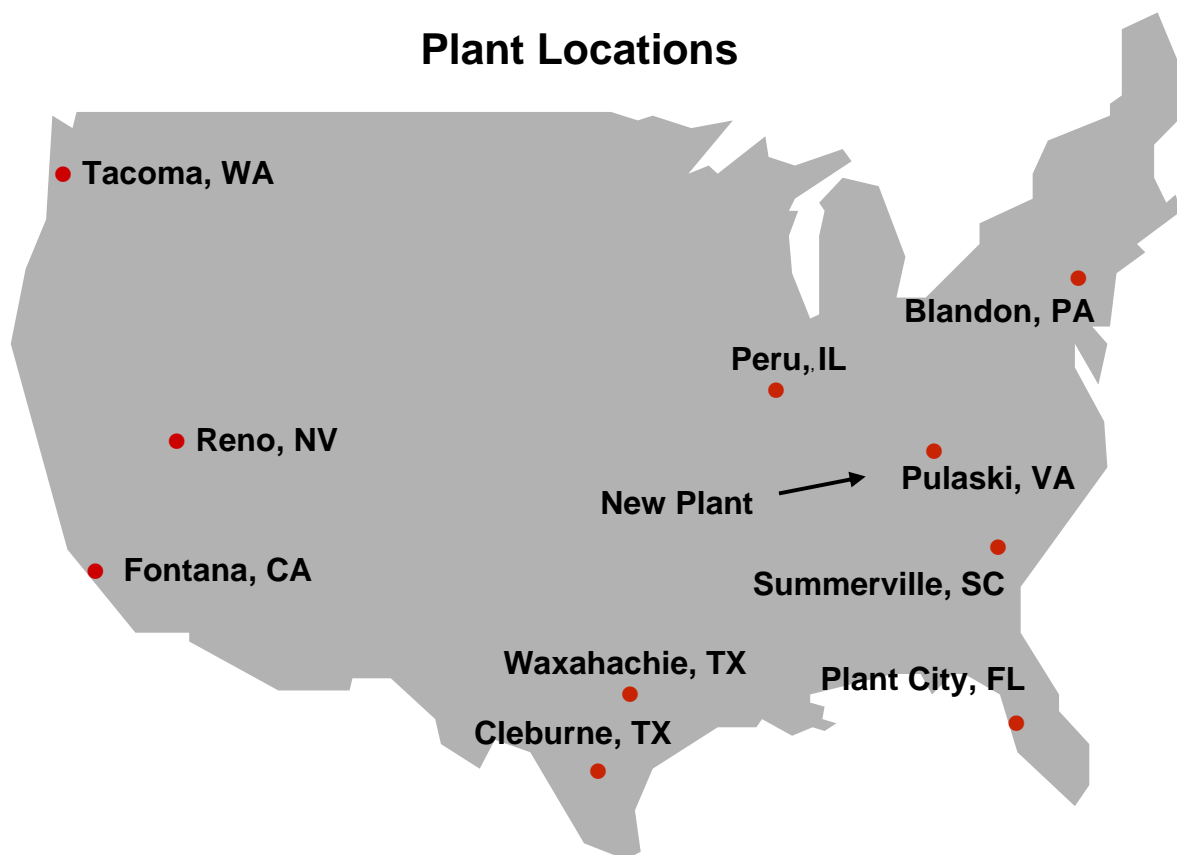 Plant Locations
Tacoma, WA
Blandon, PA
Peru,, IL
Reno, NV
Pulaski, VA
New Plant
Fontana, CA
Summerville, SC
Waxahachie, TX
Plant City, FL
Cleburne, TX